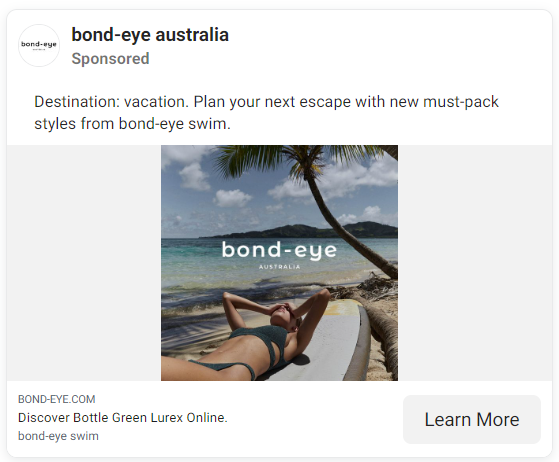 bond-eye
bond-eye australia
Sponsored
Destination: vacation. Plan your next escape with new must-pack
styles from bond-eye swim.
bond-eye
AUSTRALIA
BOND-EYE.COM
Discover Bottle Green Lurex Online.
bond-eye swim
Learn More